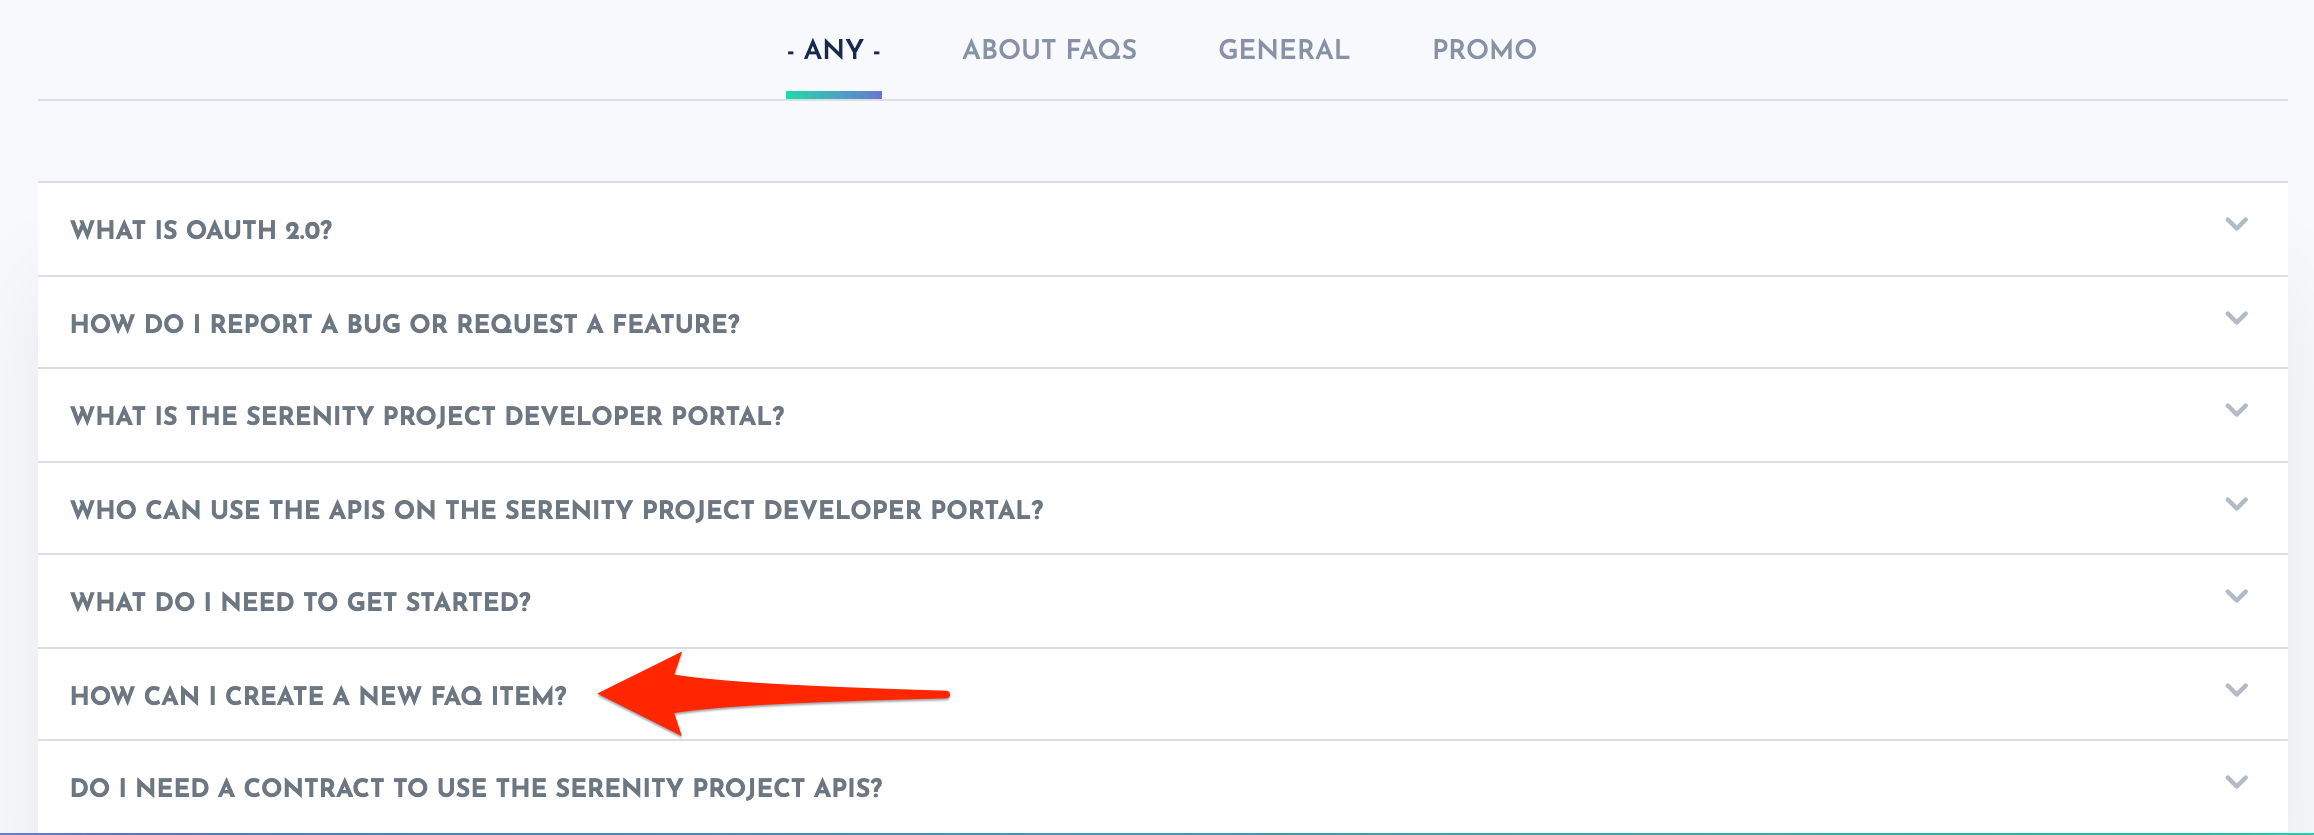 - ANY - ABOUT FAQS GENERAL PROMO
WHAT IS OAUTH 2.0?
HOW DO I REPORT A BUG OR REQUEST A FEATURE?
WHAT IS THE SERENITY PROJECT DEVELOPER PORTAL?
WHO CAN USE THE APIS ON THE SERENITY PROJECT DEVELOPER PORTAL?
WHAT DO I NEED TO GET STARTED?
HOW CAN I CREATE A NEW FAQ ITEM?
DO I NEED A CONTRACT TO USE THE SERENITY PROJECT APIS?